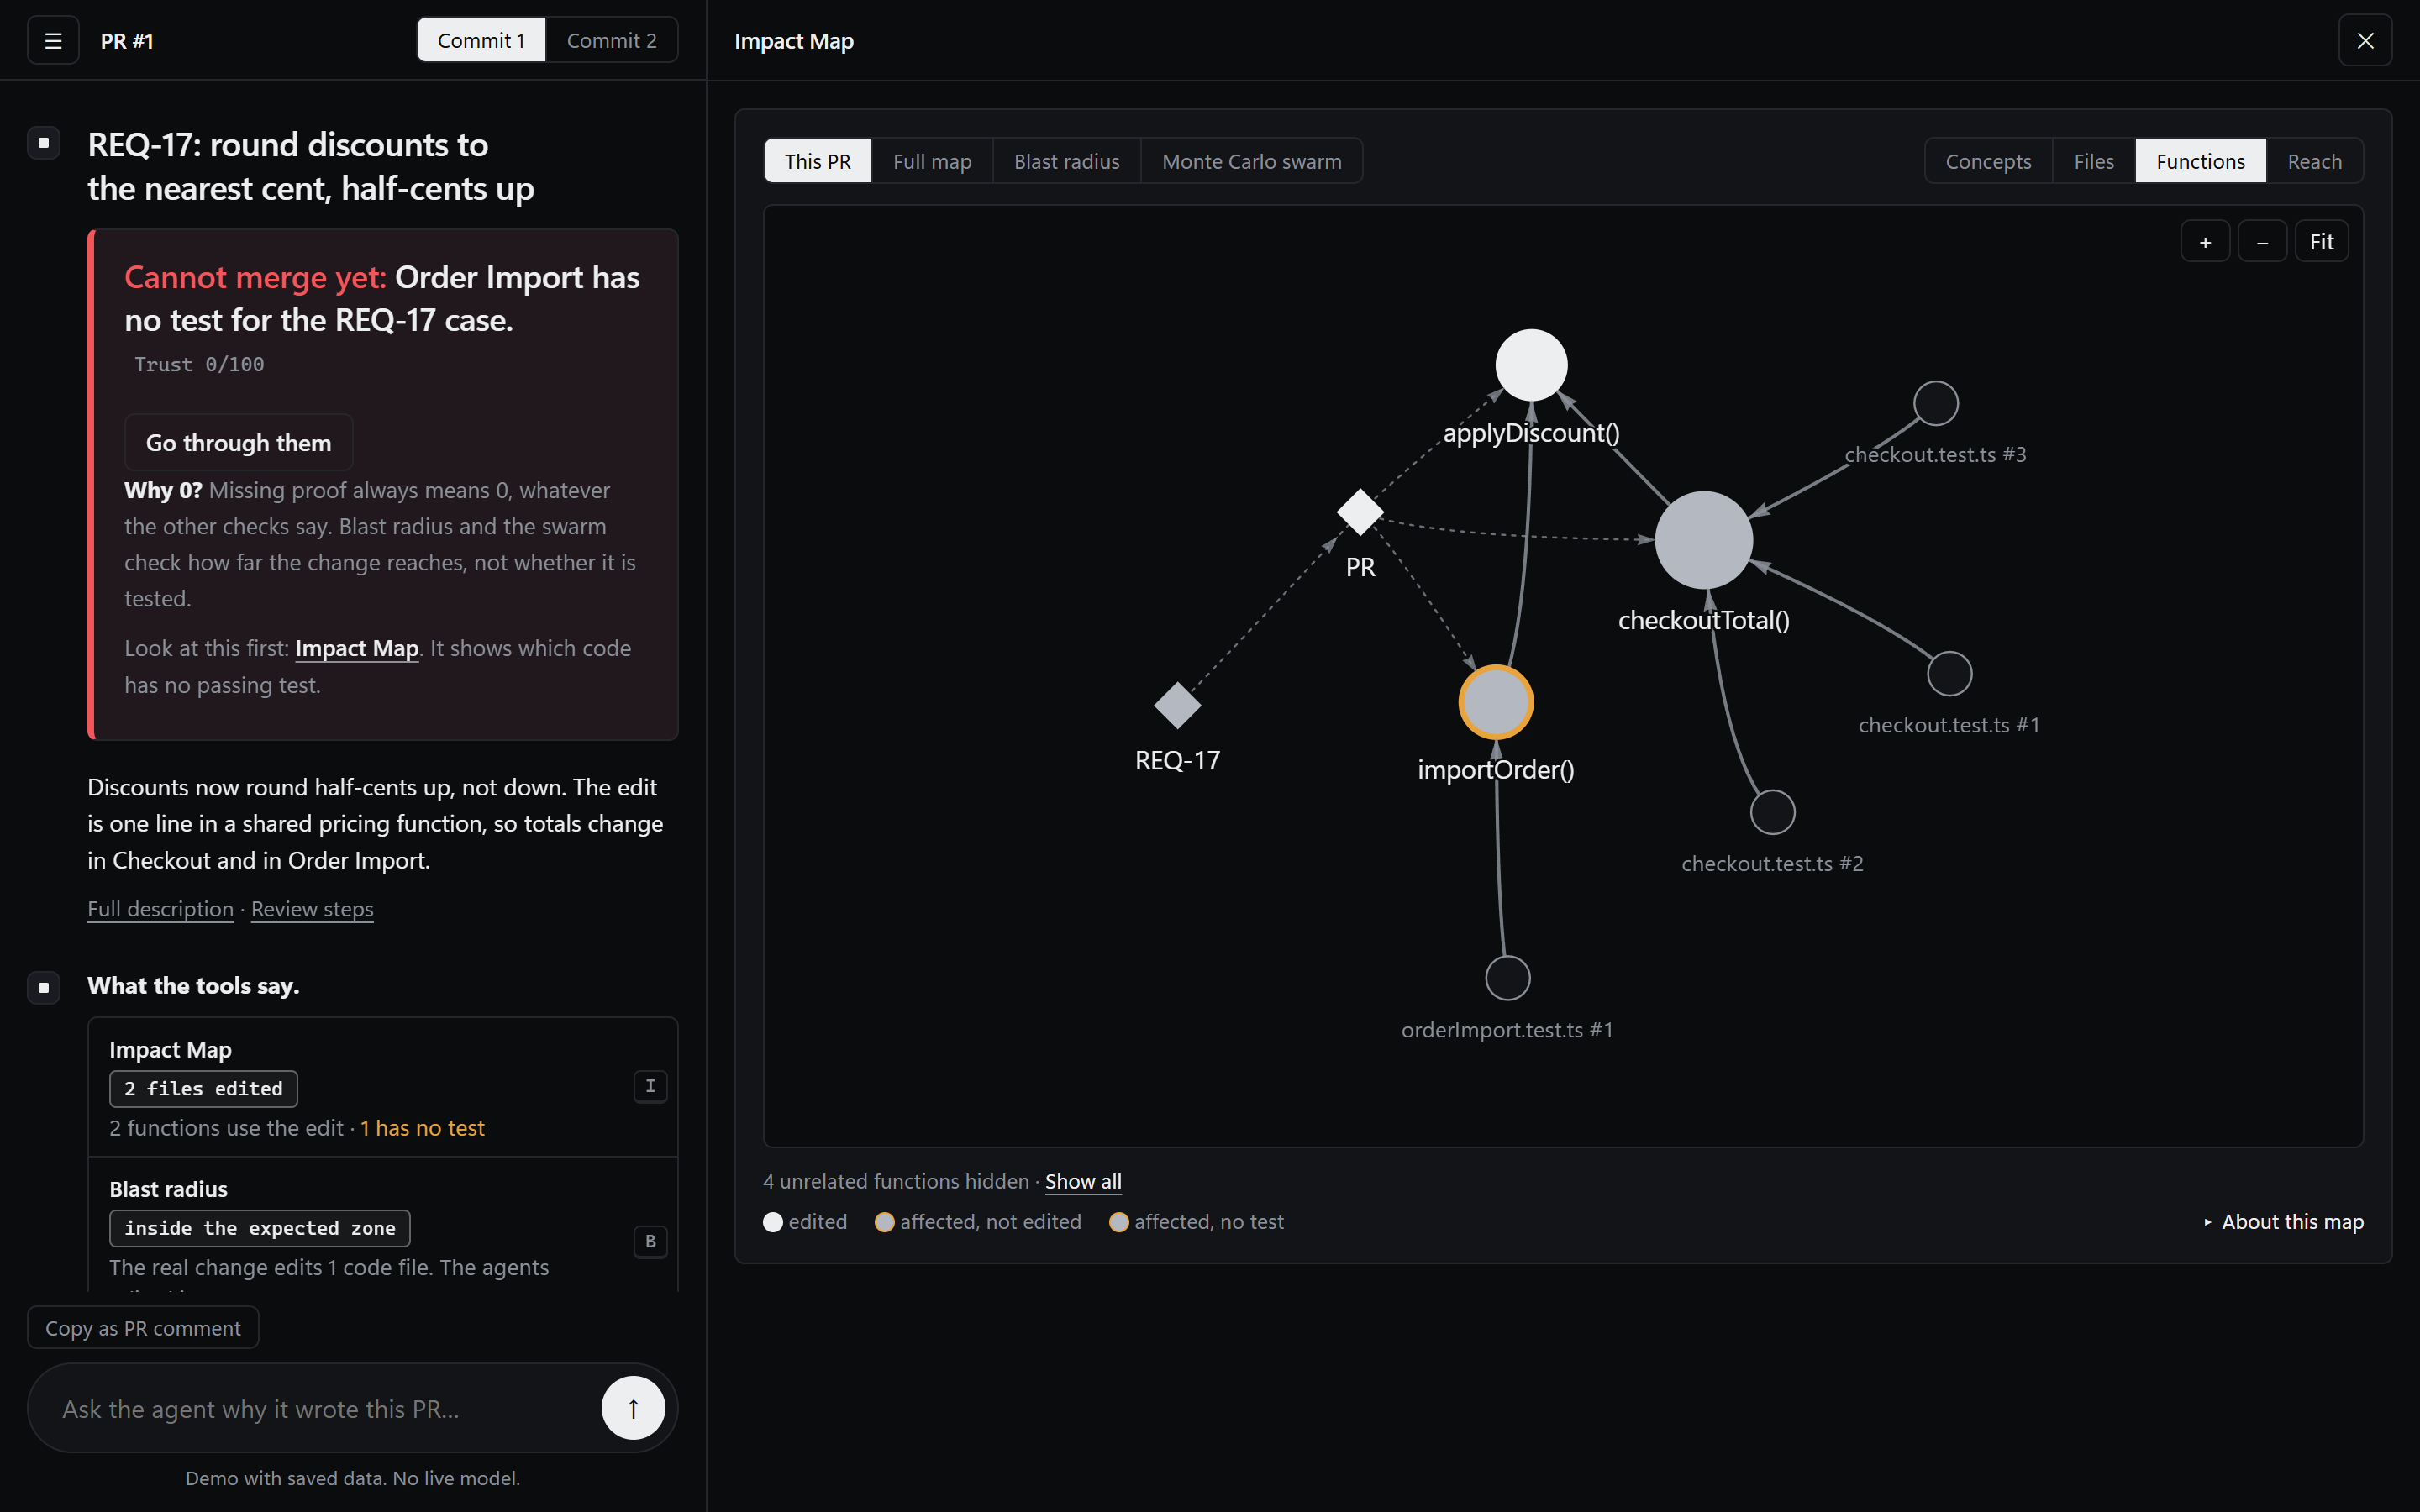 ☰ PR #1
Commit 1
Commit 2
REQ-17: round discounts to
the nearest cent, half-cents up
Cannot merge yet: Order Import has
no test for the REQ-17 case.
Trust 0/100
Go through them
Why 0? Missing proof always means 0, whatever
the other checks say. Blast radius and the swarm
check how far the change reaches, not whether it is
tested.
Look at this first: Impact Map. It shows which code
has no passing test.
Discounts now round half-cents up, not down. The edit
is one line in a shared pricing function, so totals change
in Checkout and in Order Import.
Full description · Review steps
What the tools say.
Impact Map
2 files edited
I
2 functions use the edit · 1 has no test
Blast radius
inside the expected zone
B
The real change edits 1 code file. The agents
Copy as PR comment
Ask the agent why it wrote this PR...
↑
Demo with saved data. No live model.
Impact Map
This PR
Full map
Blast radius
Monte Carlo swarm
Concepts
Files
Functions
Reach
+
–
Fit
applyDiscount()
checkout.test.ts #3
PR
checkoutTotal()
checkout.test.ts #1
REQ-17
importOrder()
checkout.test.ts #2
orderImport.test.ts #1
4 unrelated functions hidden · Show all
edited
affected, not edited
affected, no test
▸ About this map